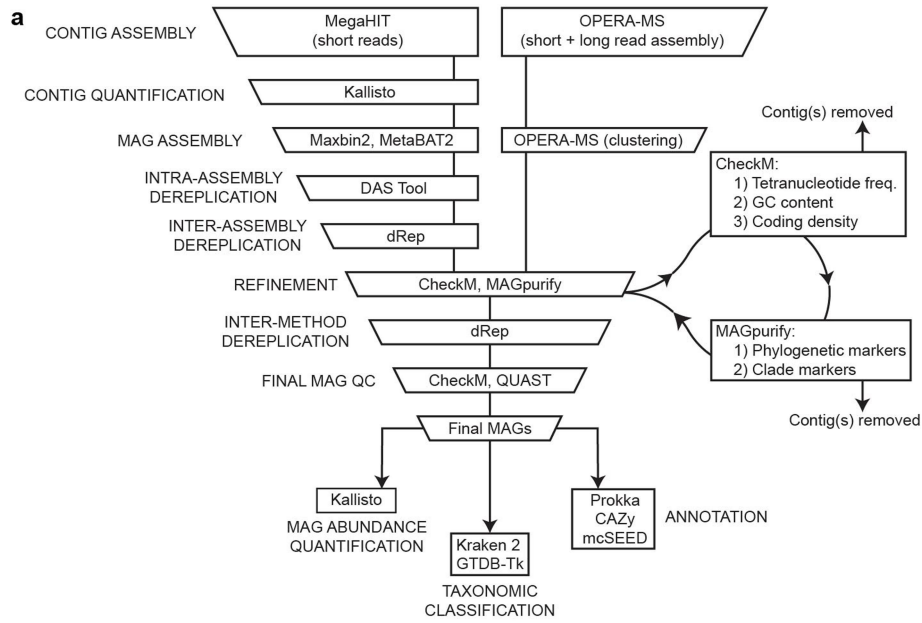 a
CONTIG ASSEMBLY
MegaHIT
(short reads)
OPERA-MS
(short + long read assembly)
CONTIG QUANTIFICATION
Kallisto
MAG ASSEMBLY
Maxbin2, MetaBAT2
OPERA-MS (clustering)
INTRA-ASSEMBLY
DEREPLICATION
DAS Tool
INTER-ASSEMBLY
DEREPLICATION
dRep
REFINEMENT
CheckM, MAGpurify
Contig(s) removed
CheckM:
1) Tetranucleotide freq.
2) GC content
3) Coding density
MAGpurify:
1) Phylogenetic markers
2) Clade markers
Contig(s) removed
INTER-METHOD
DEREPLICATION
dRep
FINAL MAG QC
CheckM, QUAST
Final MAGs
Kallisto
MAG ABUNDANCE
QUANTIFICATION
Kraken 2
GTDB-Tk
TAXONOMIC
CLASSIFICATION
Prokka
CAZy
mcSEED
ANNOTATION